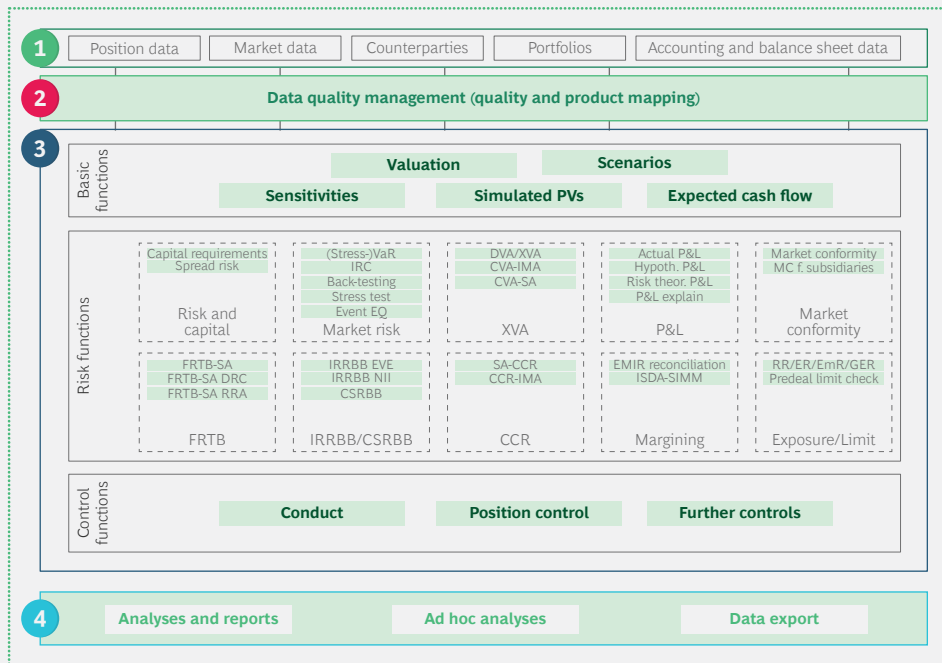 1
Position data
Market data
Counterparties
Portfolios
Accounting and balance sheet data
2
Data quality management (quality and product mapping)
3
Basic
functions
Valuation
Scenarios
Sensitivities
Simulated PVs
Expected cash flow
Risk functions
Capital requirements
Spread risk
Risk and
capital
(Stress-)VaR
IRC
Back-testing
Stress test
Event EQ
Market risk
DVA/XVA
CVA-IMA
CVA-SA
XVA
Actual P&L
Hypoth. P&L
Risk theor. P&L
P&L explain
P&L
Market conformity
MC f. subsidiaries
Market
conformity
FRTB-SA
FRTB-SA DRC
FRTB-SA RRA
FRTB
IRRBB EVE
IRRBB NII
CSRBB
IRRBB/CSRBB
SA-CCR
CCR-IMA
CCR
EMIR reconciliation
ISDA-SIMM
Margining
RR/ER/EmR/GER
Predeal limit check
Exposure/Limit
Control
functions
Conduct
Position control
Further controls
4
Analyses and reports
Ad hoc analyses
Data export